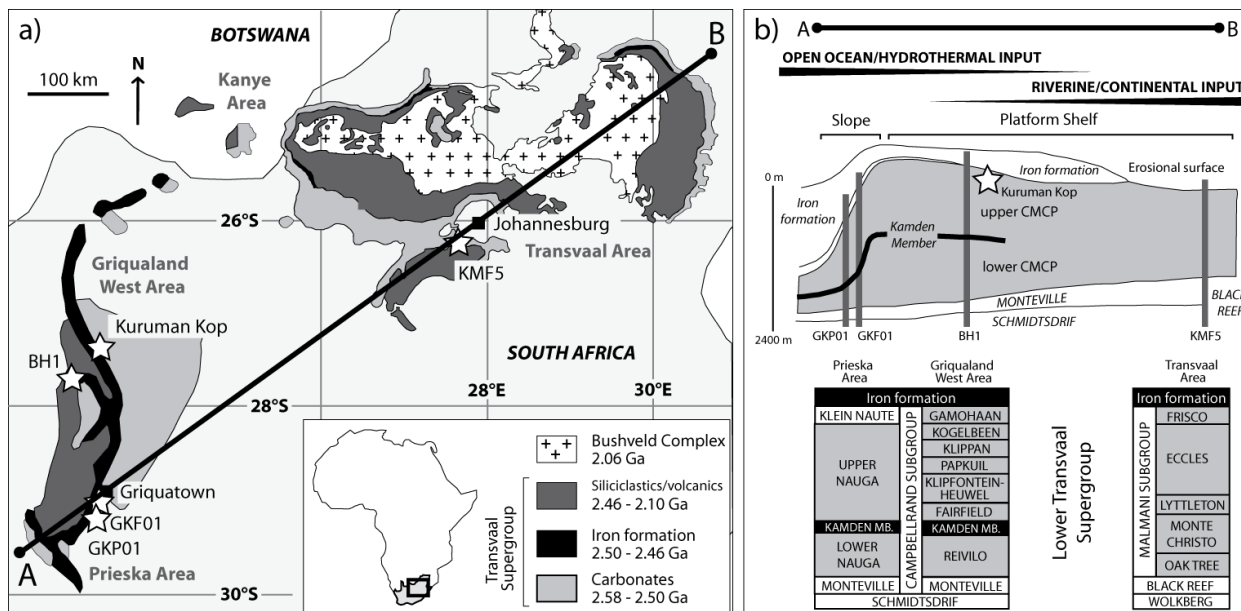 a)
BOTSWANA
B
100 km
N
Kanye
Area
26°S
Johannesburg
Transvaal Area
KMF5
Griqualand
West Area
Kuruman Kop
BH1
SOUTH AFRICA
28°E
30°E
28°S
Griquatown
GKF01
GKP01
A
Prieska Area
30°S
Bushveld Complex
2.06 Ga
Transvaal
Supergroup
Siliciclastics/volcanics
2.46 - 2.10 Ga
Iron formation
2.50 - 2.46 Ga
Carbonates
2.58 - 2.50 Ga
b)
A
B
OPEN OCEAN/HYDROTHERMAL INPUT
RIVERINE/CONTINENTAL INPUT
Slope
Platform Shelf
0 m
Iron formation
Erosional surface
Kuruman Kop
Iron
formation
upper CMCP
Kamden
Member
lower CMCP
MONTEVILLE
BLACK
REEF
SCHMIDTSDRIF
2400 m
GKP01
GKF01
BH1
KMF5
Prieska
Area
Griqualand
West Area
Transvaal
Area
Iron formation
Iron formation
KLEIN NAUTE
UPPER
NAUGA
KAMDEN MB.
LOWER
NAUGA
MONTEVILLE
CAMPBELLRAND SUBGROUP
GAMOHAAN
KOGELBEEN
KLIPPAN
PAPKUIL
KLIPFONTEIN-
HEUWEL
FAIRFIELD
KAMDEN MB.
REIVILO
MONTEVILLE
SCHMIDTSDRIF
Lower Transvaal
Supergroup
MALMANI SUBGROUP
FRISCO
ECCLES
LYTTLETON
MONTE
CHRISTO
OAK TREE
BLACK REEF
WOLKBERG